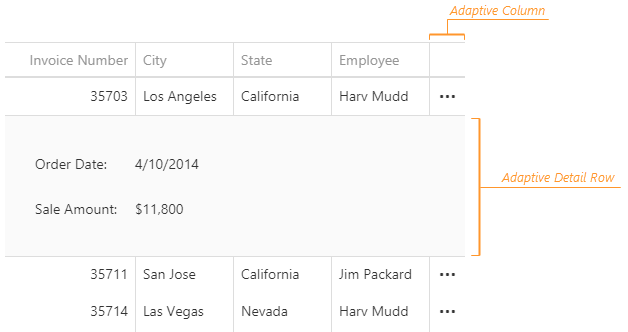 Adaptive Column
Invoice Number City State Employee
35703 Los Angeles California Harv Mudd ···
Order Date: 4/10/2014
Adaptive Detail Row
Sale Amount: $11,800
35711 San Jose California Jim Packard ···
35714 Las Vegas Nevada Harv Mudd ···